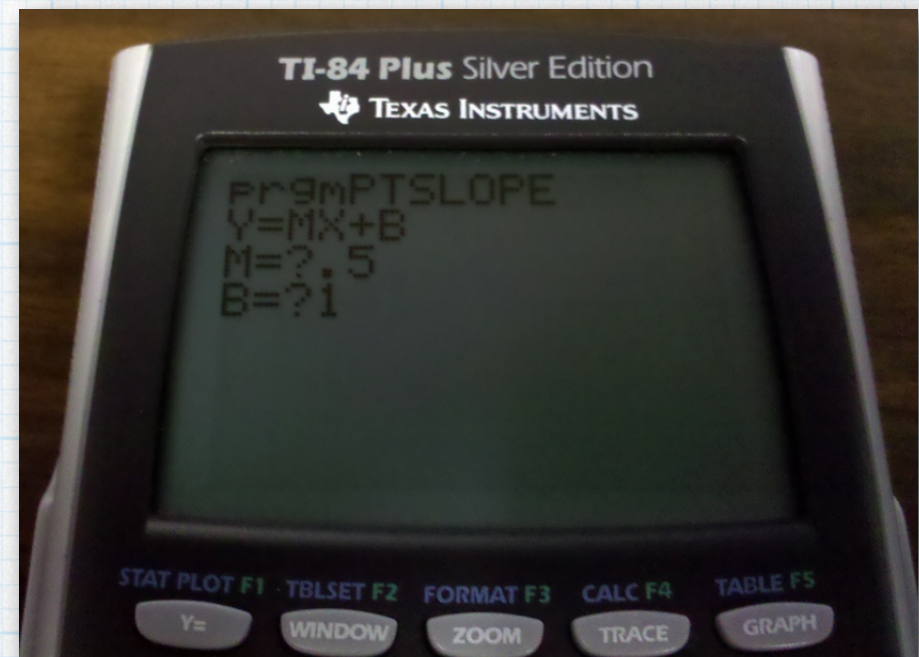 TI-84 Plus Silver Edition
TEXAS INSTRUMENTS
prgmPTSLOPE
Y=MX+B
M=?.5
B=?1
STAT PLOT F1 TBLSET F2 FORMAT F3 CALC F4 TABLE F5
Y= WINDOW ZOOM TRACE GRAPH